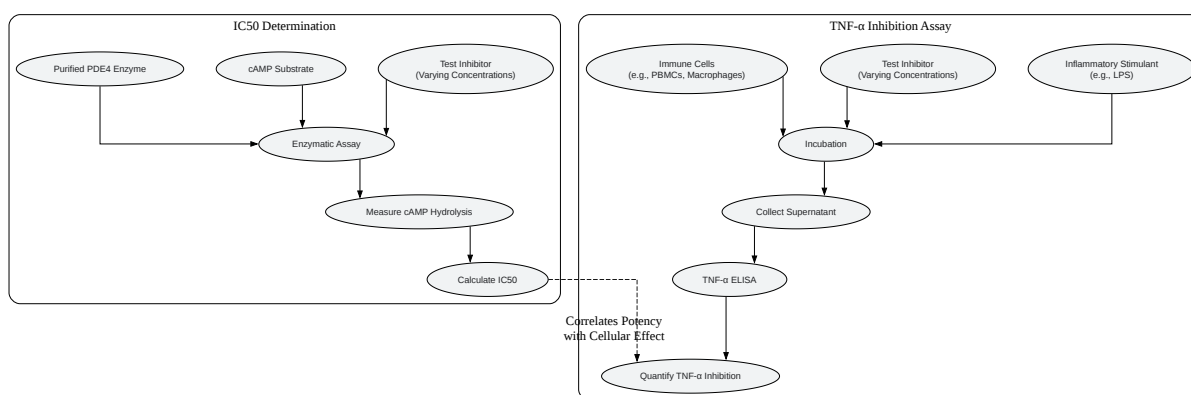 IC50 Determination
Purified PDE4 Enzyme
cAMP Substrate
Test Inhibitor
(Varying Concentrations)
Enzymatic Assay
Measure cAMP Hydrolysis
Calculate IC50
Correlates Potency
with Cellular Effect
TNF-α Inhibition Assay
Immune Cells
(e.g., PBMCs, Macrophages)
Test Inhibitor
(Varying Concentrations)
Inflammatory Stimulant
(e.g., LPS)
Incubation
Collect Supernatant
TNF-α ELISA
Quantify TNF-α Inhibition